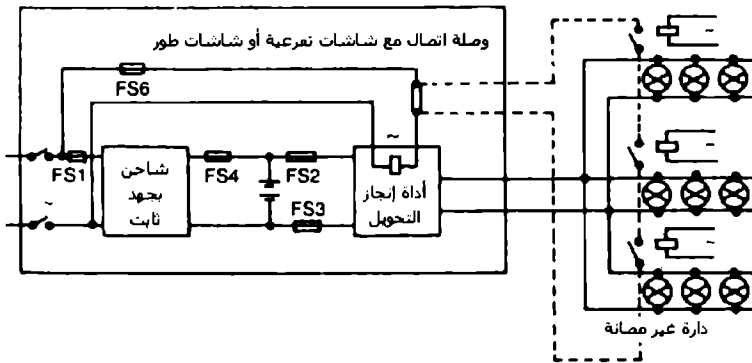 وصلة اتصال مع شاشات تفرعية أو شاشات طور
FS6
FS1
شاحن
بجهد
ثابت
FS4
FS2
FS3
أداة إنجاز
التحويل
دارة غير مصانة